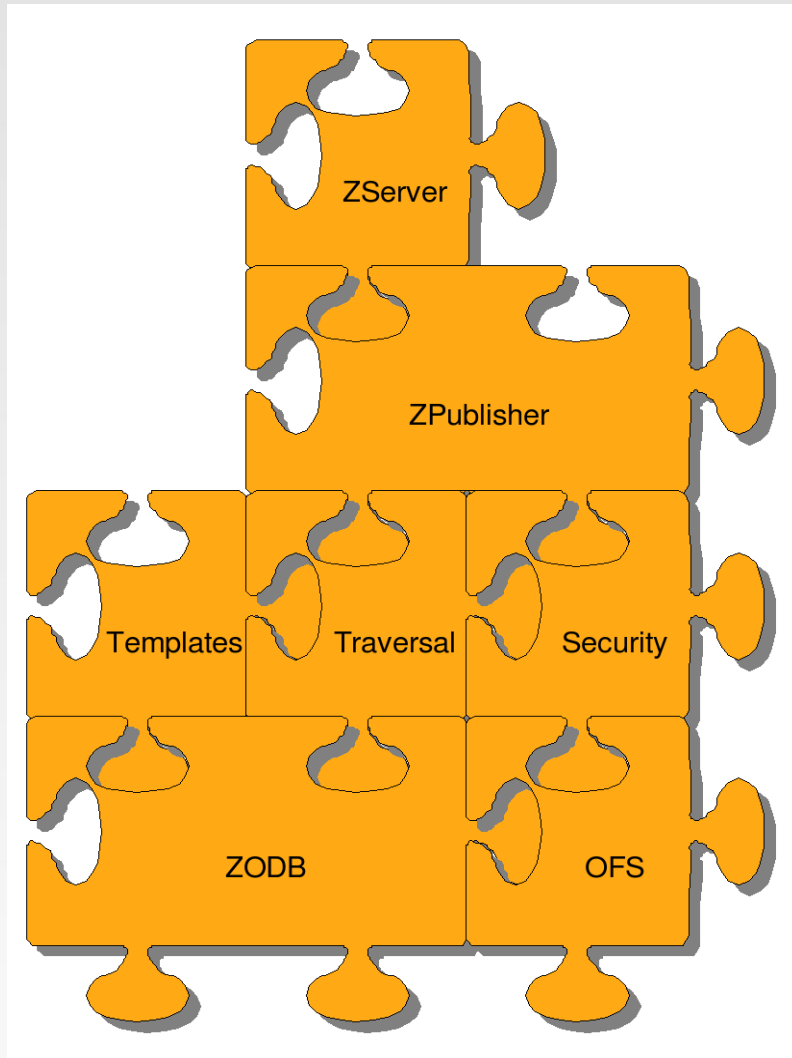 ZServer
ZPublisher
Templates
Traversal
Security
ZODB
OFS